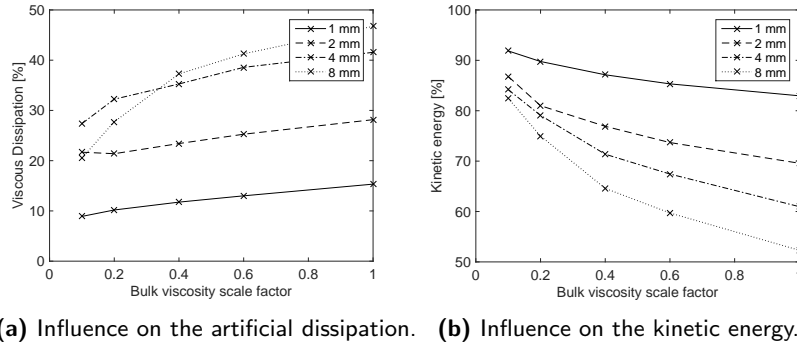 50
40
30
20
10
0
0 0.2 0.4 0.6 0.8 1
Viscous Dissipation [%]
Bulk viscosity scale factor
1 mm
2 mm
4 mm
8 mm
100
90
80
70
60
50
0 0.2 0.4 0.6 0.8
Kinetic energy [%]
Bulk viscosity scale factor
1 mm
2 mm
4 mm
8 mm
(a) Influence on the artificial dissipation.
(b) Influence on the kinetic energy.